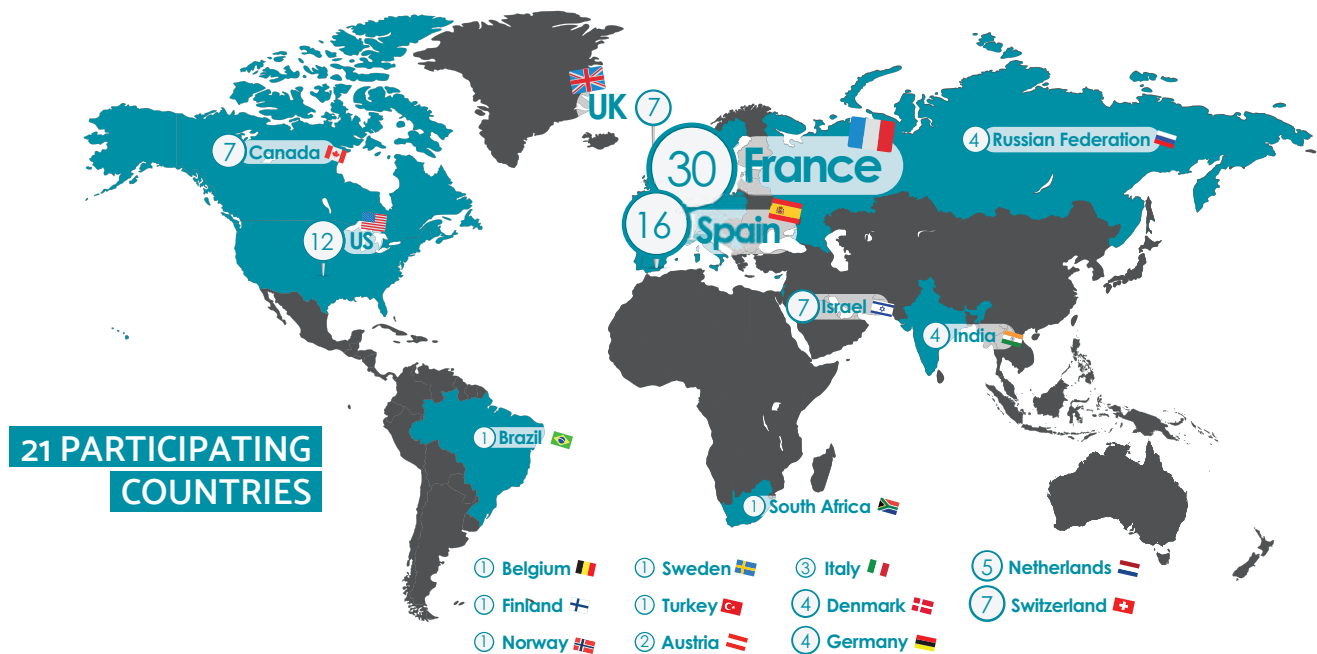 UK 7
7 Canada
30 France
4 Russian Federation
12 US
16 Spain
7 Israel
4 India
1 Brazil
21 PARTICIPATING
COUNTRIES
1 South Africa
1 Belgium
1 Sweden
3 Italy
5 Netherlands
1 Finland
1 Turkey
4 Denmark
7 Switzerland
1 Norway
2 Austria
4 Germany